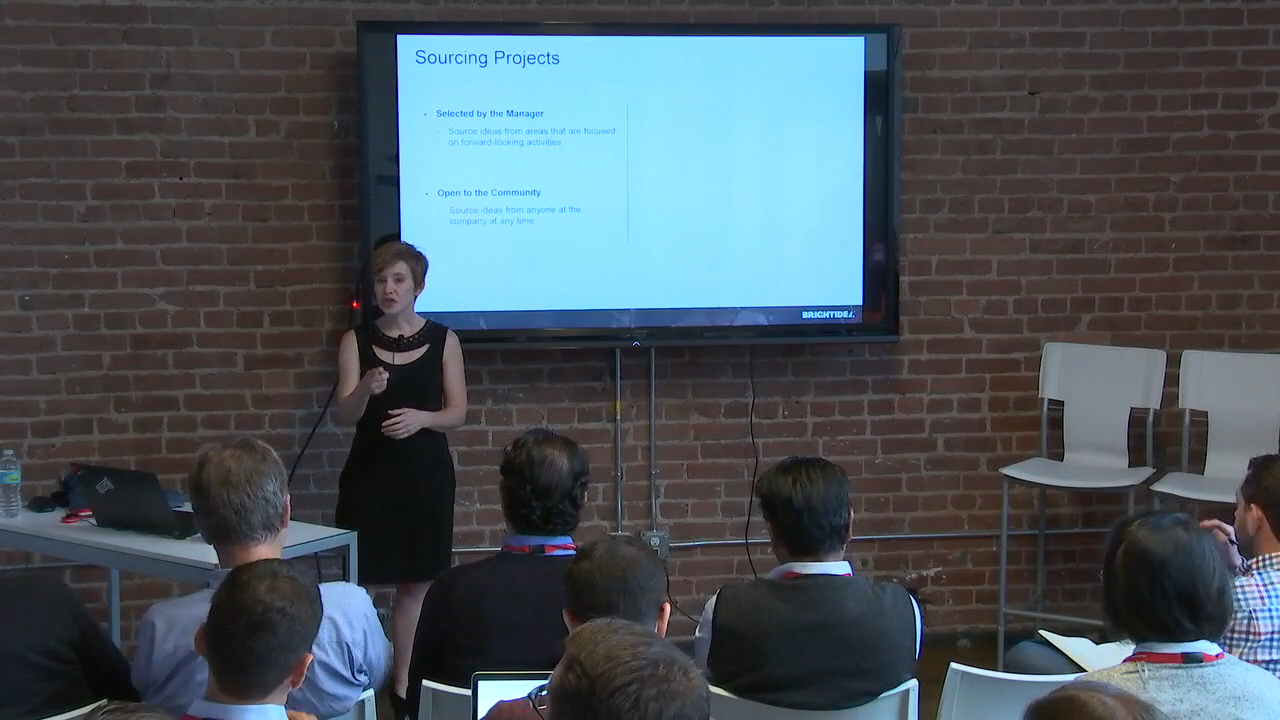 Sourcing Projects
• Selected by the Manager
– Source ideas from areas that are focused
on forward-looking activities
• Open to the Community
– Source ideas from anyone at the
company at any time
BRIGHTIDEA